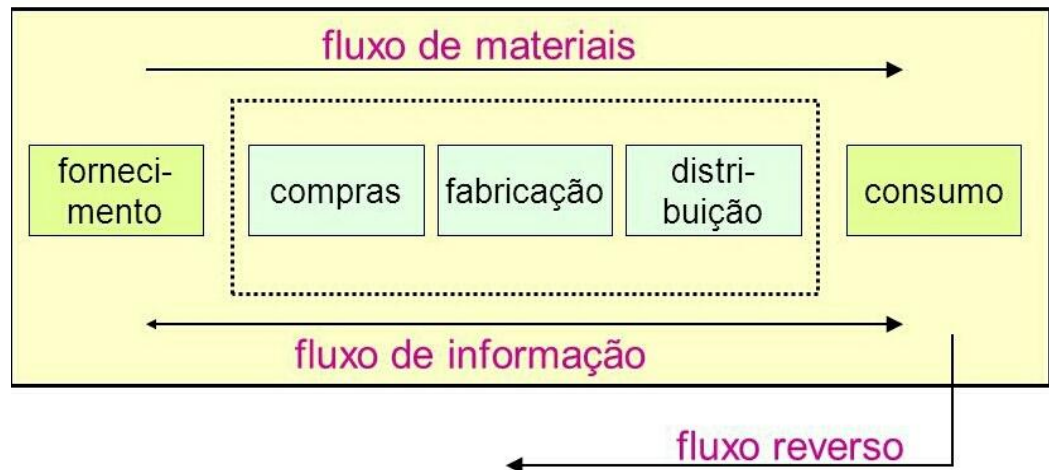 fluxo de materiais
forneci-
mento
compras
fabricação
distri-
buição
consumo
fluxo de informação
fluxo reverso